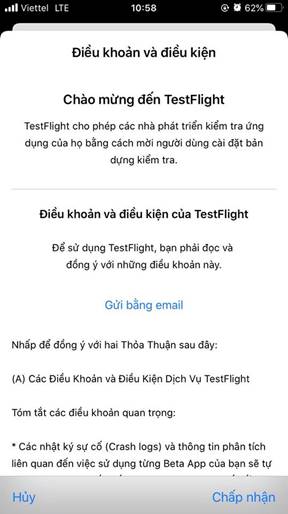 Viettel LTE 10:58 62%
Điều khoản và điều kiện
Chào mừng đến TestFlight
TestFlight cho phép các nhà phát triển kiểm tra ứng
dụng của họ bằng cách mời người dùng cài đặt bản
dựng kiểm tra.
Điều khoản và điều kiện của TestFlight
Để sử dụng TestFlight, bạn phải đọc và
đồng ý với những điều khoản này.
Gửi bằng email
Nhấp để đồng ý với hai Thỏa Thuận sau đây:
(A) Các Điều Khoản và Điều Kiện Dịch Vụ TestFlight
Tóm tắt các điều khoản quan trọng:
* Các nhật ký sự cố (Crash logs) và thông tin phân tích
liên quan đến việc sử dụng từng Beta App của bạn sẽ tự
Hủy Chấp nhận